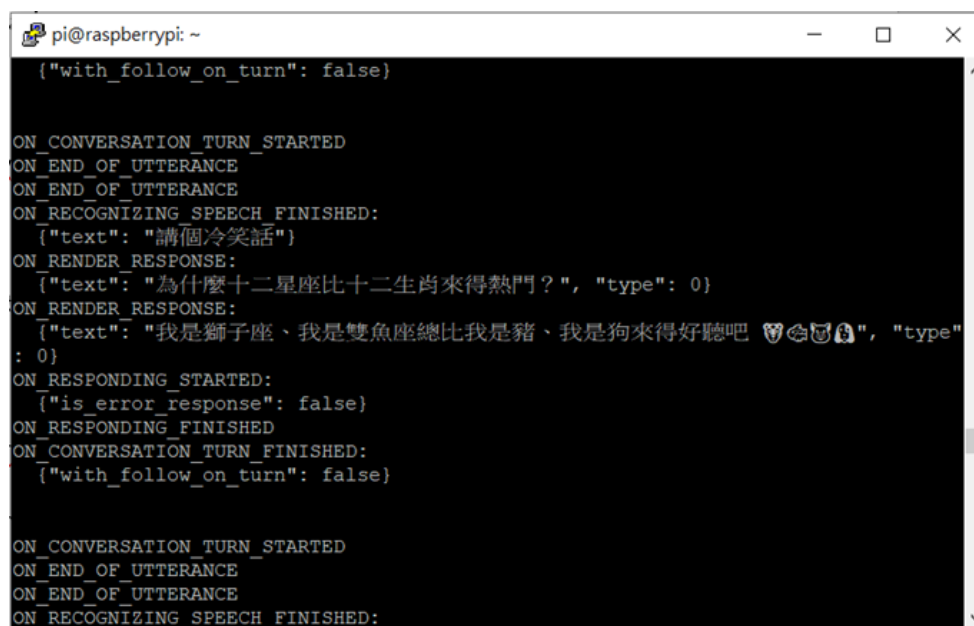 pi@raspberrypi: ~
{"with_follow_on_turn": false}
ON_CONVERSATION_TURN_STARTED
ON_END_OF_UTTERANCE
ON_END_OF_UTTERANCE
ON_RECOGNIZING_SPEECH_FINISHED:
{"text": "講個冷笑話"}
ON_RENDER_RESPONSE:
{"text": "為什麼十二星座比十二生肖來得熱門？", "type": 0}
ON_RENDER_RESPONSE:
{"text": "我是獅子座、我是雙魚座總比我是豬、我是狗來得好聽吧 🦁🐟🐷🐶", "type"
: 0}
ON_RESPONDING_STARTED:
{"is_error_response": false}
ON_RESPONDING_FINISHED
ON_CONVERSATION_TURN_FINISHED:
{"with_follow_on_turn": false}
ON_CONVERSATION_TURN_STARTED
ON_END_OF_UTTERANCE
ON_END_OF_UTTERANCE
ON_RECOGNIZING_SPEECH_FINISHED: